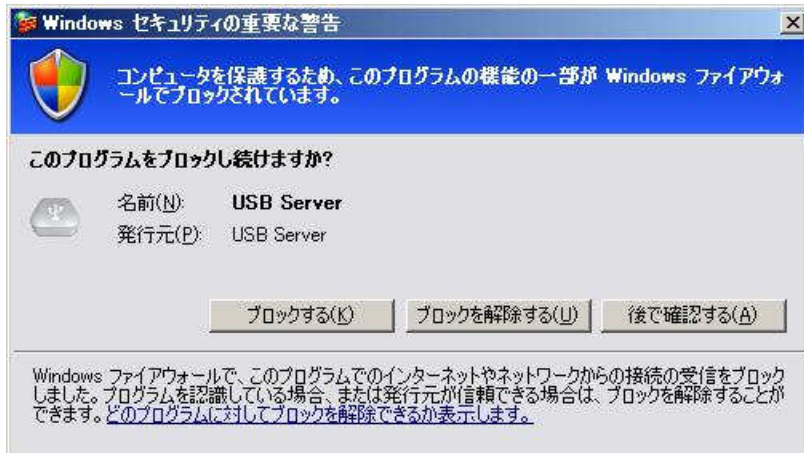 Windows セキュリティの重要な警告
コンピュータを保護するため、このプログラムの機能の一部が Windows ファイアウォ
ールでブロックされています。
このプログラムをブロックし続けますか?
名前(N): USB Server
発行元(P): USB Server
ブロックする(K) ブロックを解除する(U) 後で確認する(A)
Windows ファイアウォールで、このプログラムでのインターネットやネットワークからの接続の受信をブロック
しました。プログラムを認識している場合、または発行元が信頼できる場合は、ブロックを解除することが
できます。どのプログラムに対してブロックを解除できるか表示します。